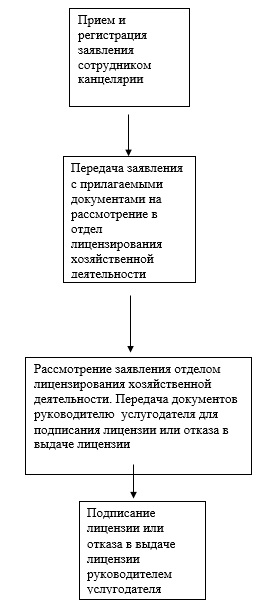 Прием и
регистрация
заявления
сотрудником
канцелярии
Передача заявления
с прилагаемыми
документами на
рассмотрение в
отдел
лицензирования
хозяйственной
деятельности
Рассмотрение заявления отделом
лицензирования хозяйственной
деятельности. Передача документов
руководителю услугодателя для
подписания лицензии или отказа в
выдаче лицензии
Подписание
лицензии или
отказа в выдаче
лицензии
руководителем
услугодателя